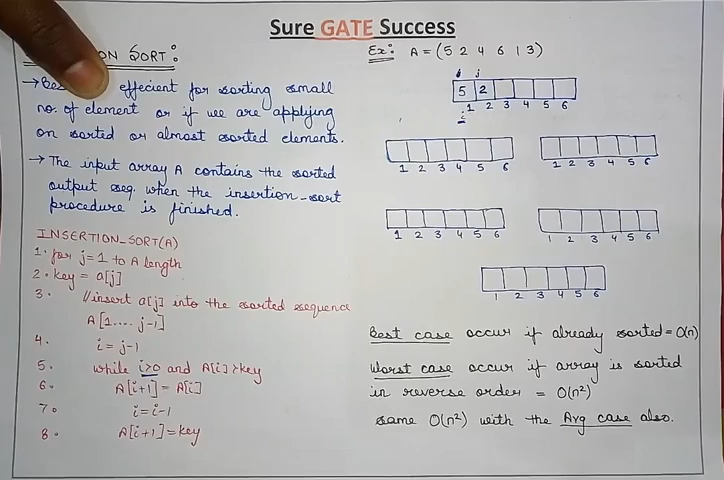 Sure GATE Success
ON SORT:
→ effecient for sorting small
no. of element or if we are applying
on sorted or almost sorted elements.
→ The input array A contains the sorted
output seq. when the insertion-sort
procedure is finished.
INSERTION_SORT(A)
1. for j=1 to A length
2. key = a[j]
3. //insert a[j] into the sorted sequence
A[1....j-1]
4. i = j-1
5. while i>0 and A[i]>key
6. A[i+1] = A[i]
7. i = i-1
8. A[i+1] = key
Ex: A = (5 2 4 6 1 3)
j
5 2
1 2 3 4 5 6
i
1 2 3 4 5 6
1 2 3 4 5 6
1 2 3 4 5 6
1 2 3 4 5 6
1 2 3 4 5 6
Best case occur if already sorted = O(n)
Worst case occur if array is sorted
in reverse order = O(n²)
same O(n²) with the Avg case also.